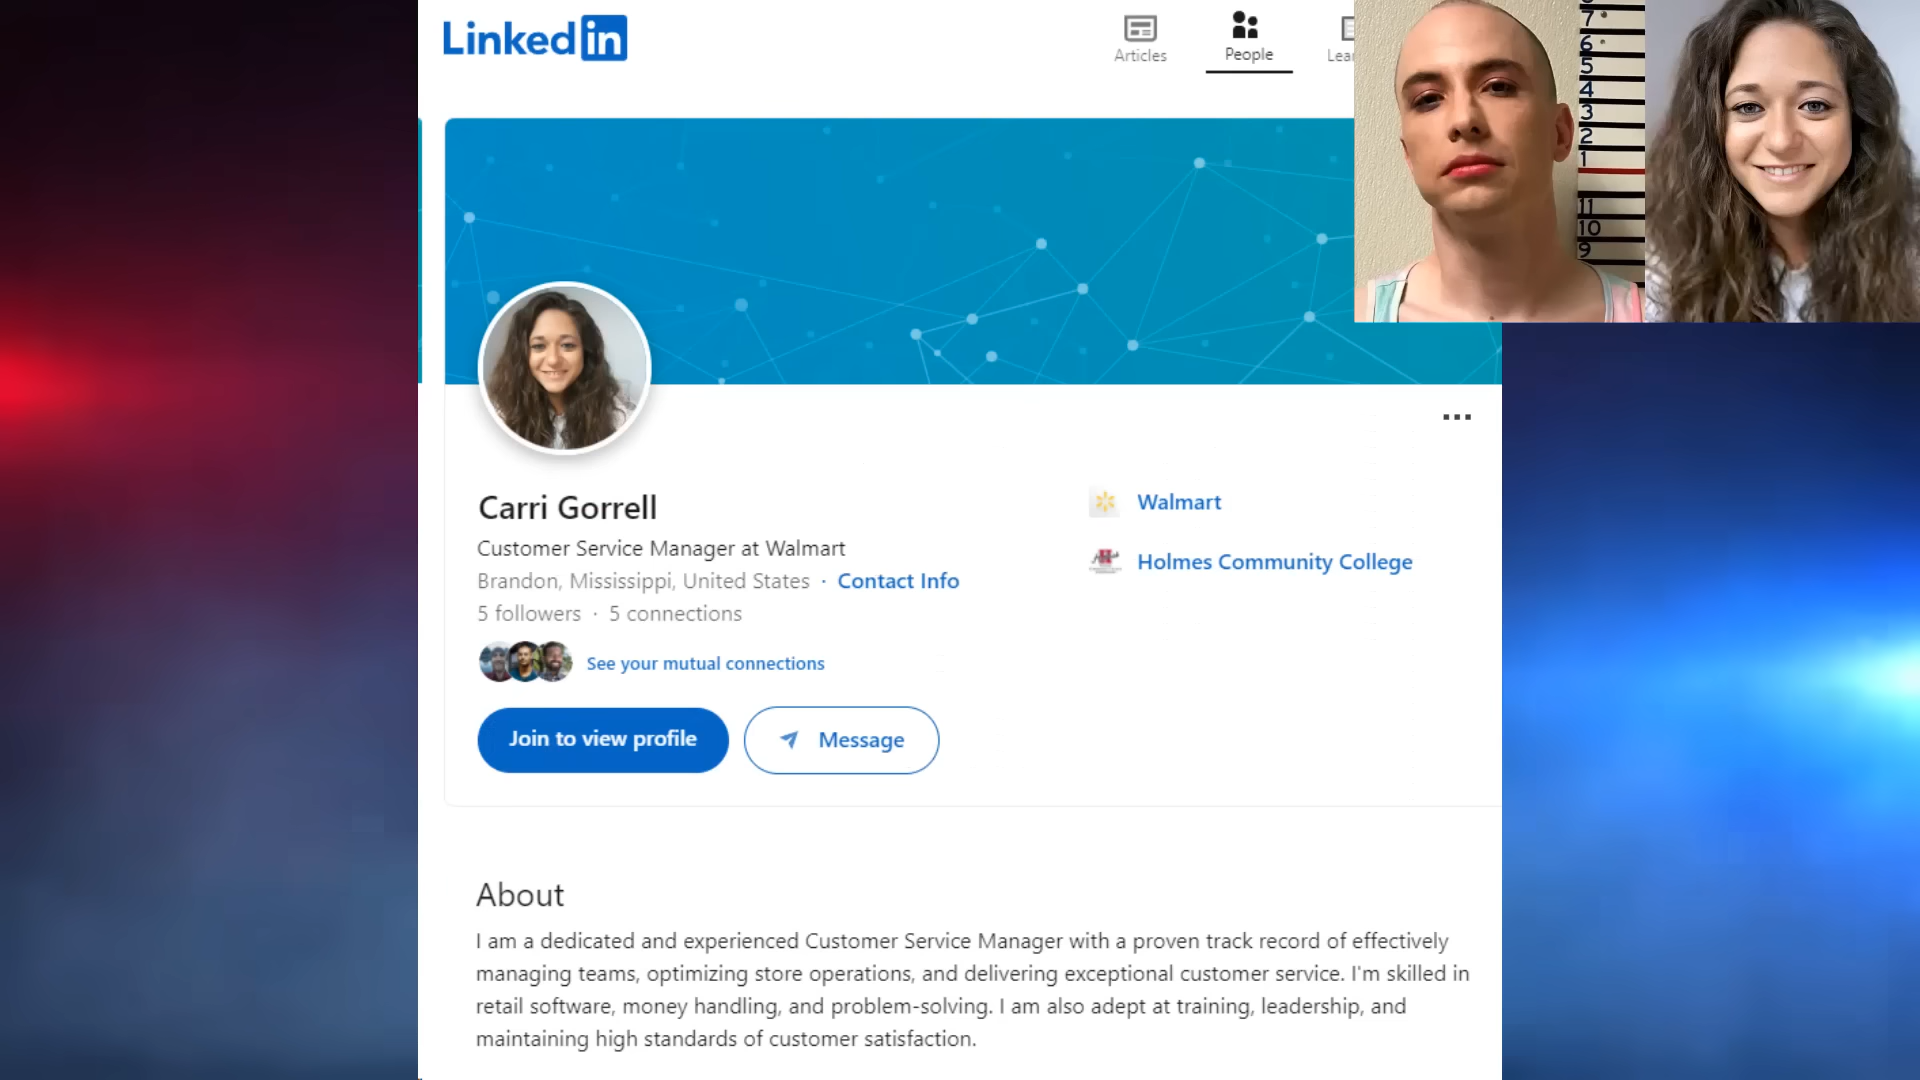 Linked in
Articles
People
Lear
7
6
5
4
3
2
1
11
10
9
Carri Gorrell
Customer Service Manager at Walmart
Brandon, Mississippi, United States · Contact Info
5 followers · 5 connections
See your mutual connections
Join to view profile
Message
Walmart
Holmes Community College
About
I am a dedicated and experienced Customer Service Manager with a proven track record of effectively
managing teams, optimizing store operations, and delivering exceptional customer service. I'm skilled in
retail software, money handling, and problem-solving. I am also adept at training, leadership, and
maintaining high standards of customer satisfaction.